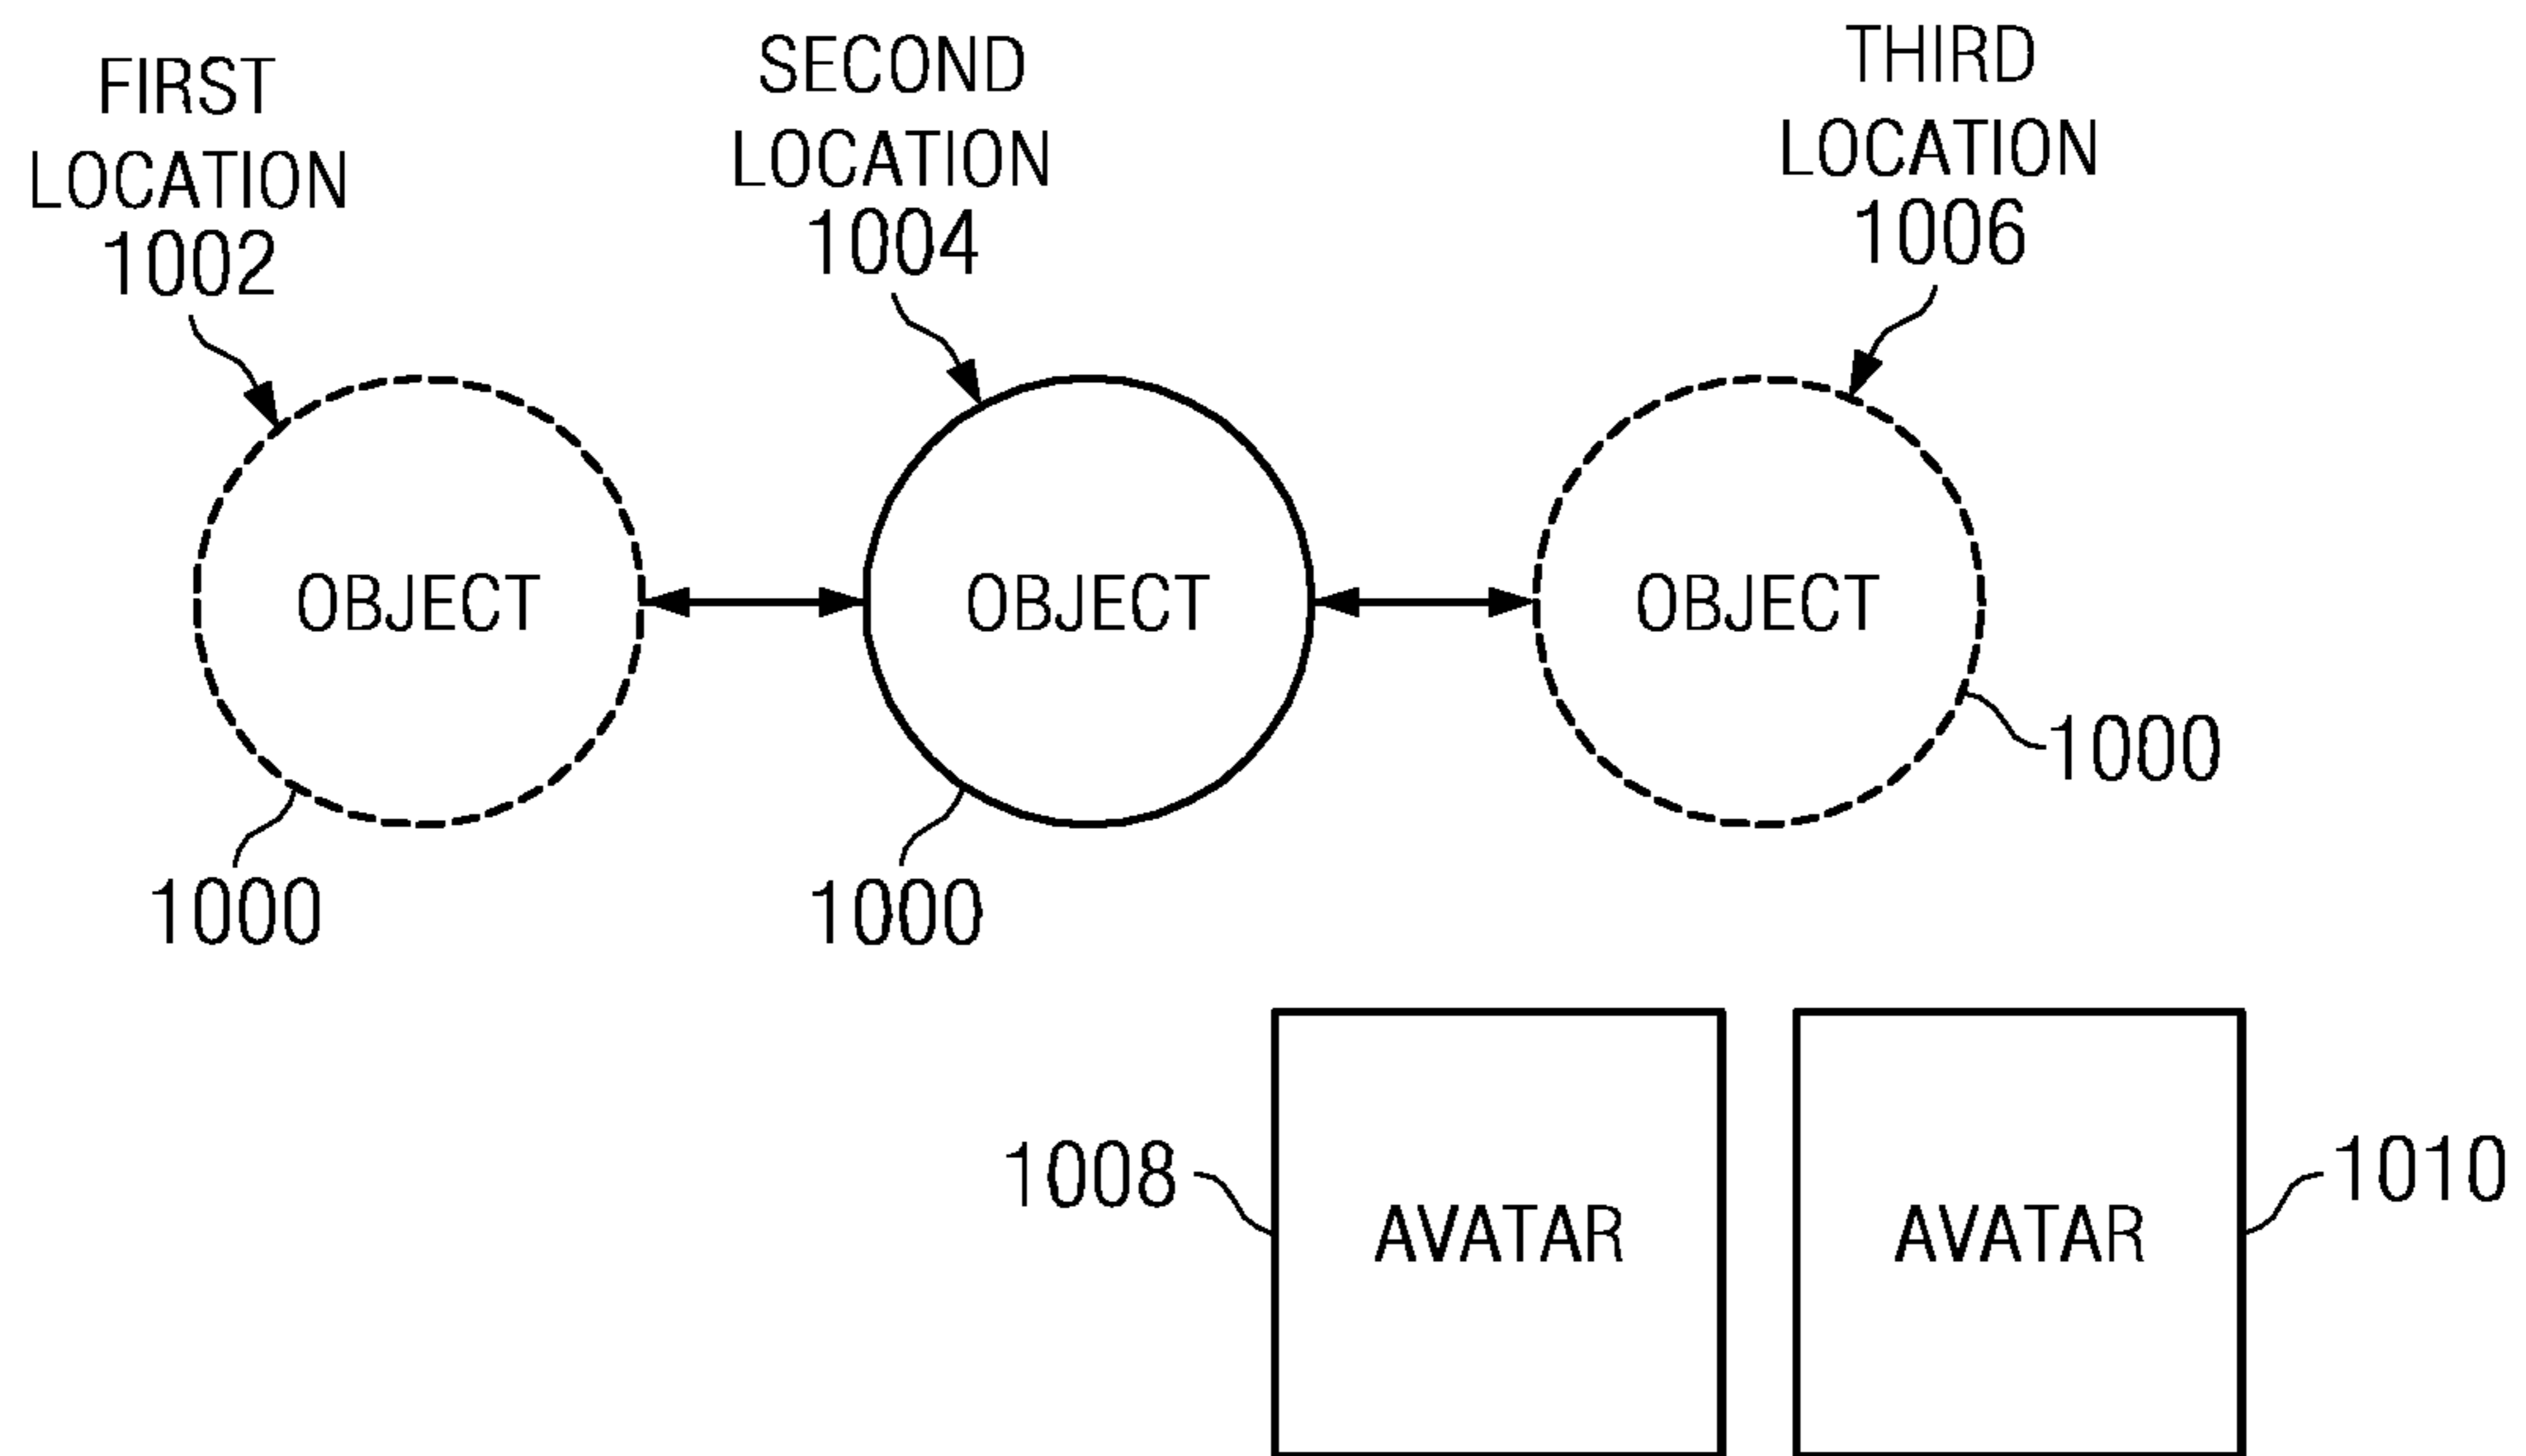 FIRST
LOCATION
1002
SECOND
LOCATION
1004
THIRD
LOCATION
1006
OBJECT
OBJECT
OBJECT
1000
1000
1000
1008
AVATAR
AVATAR
1010